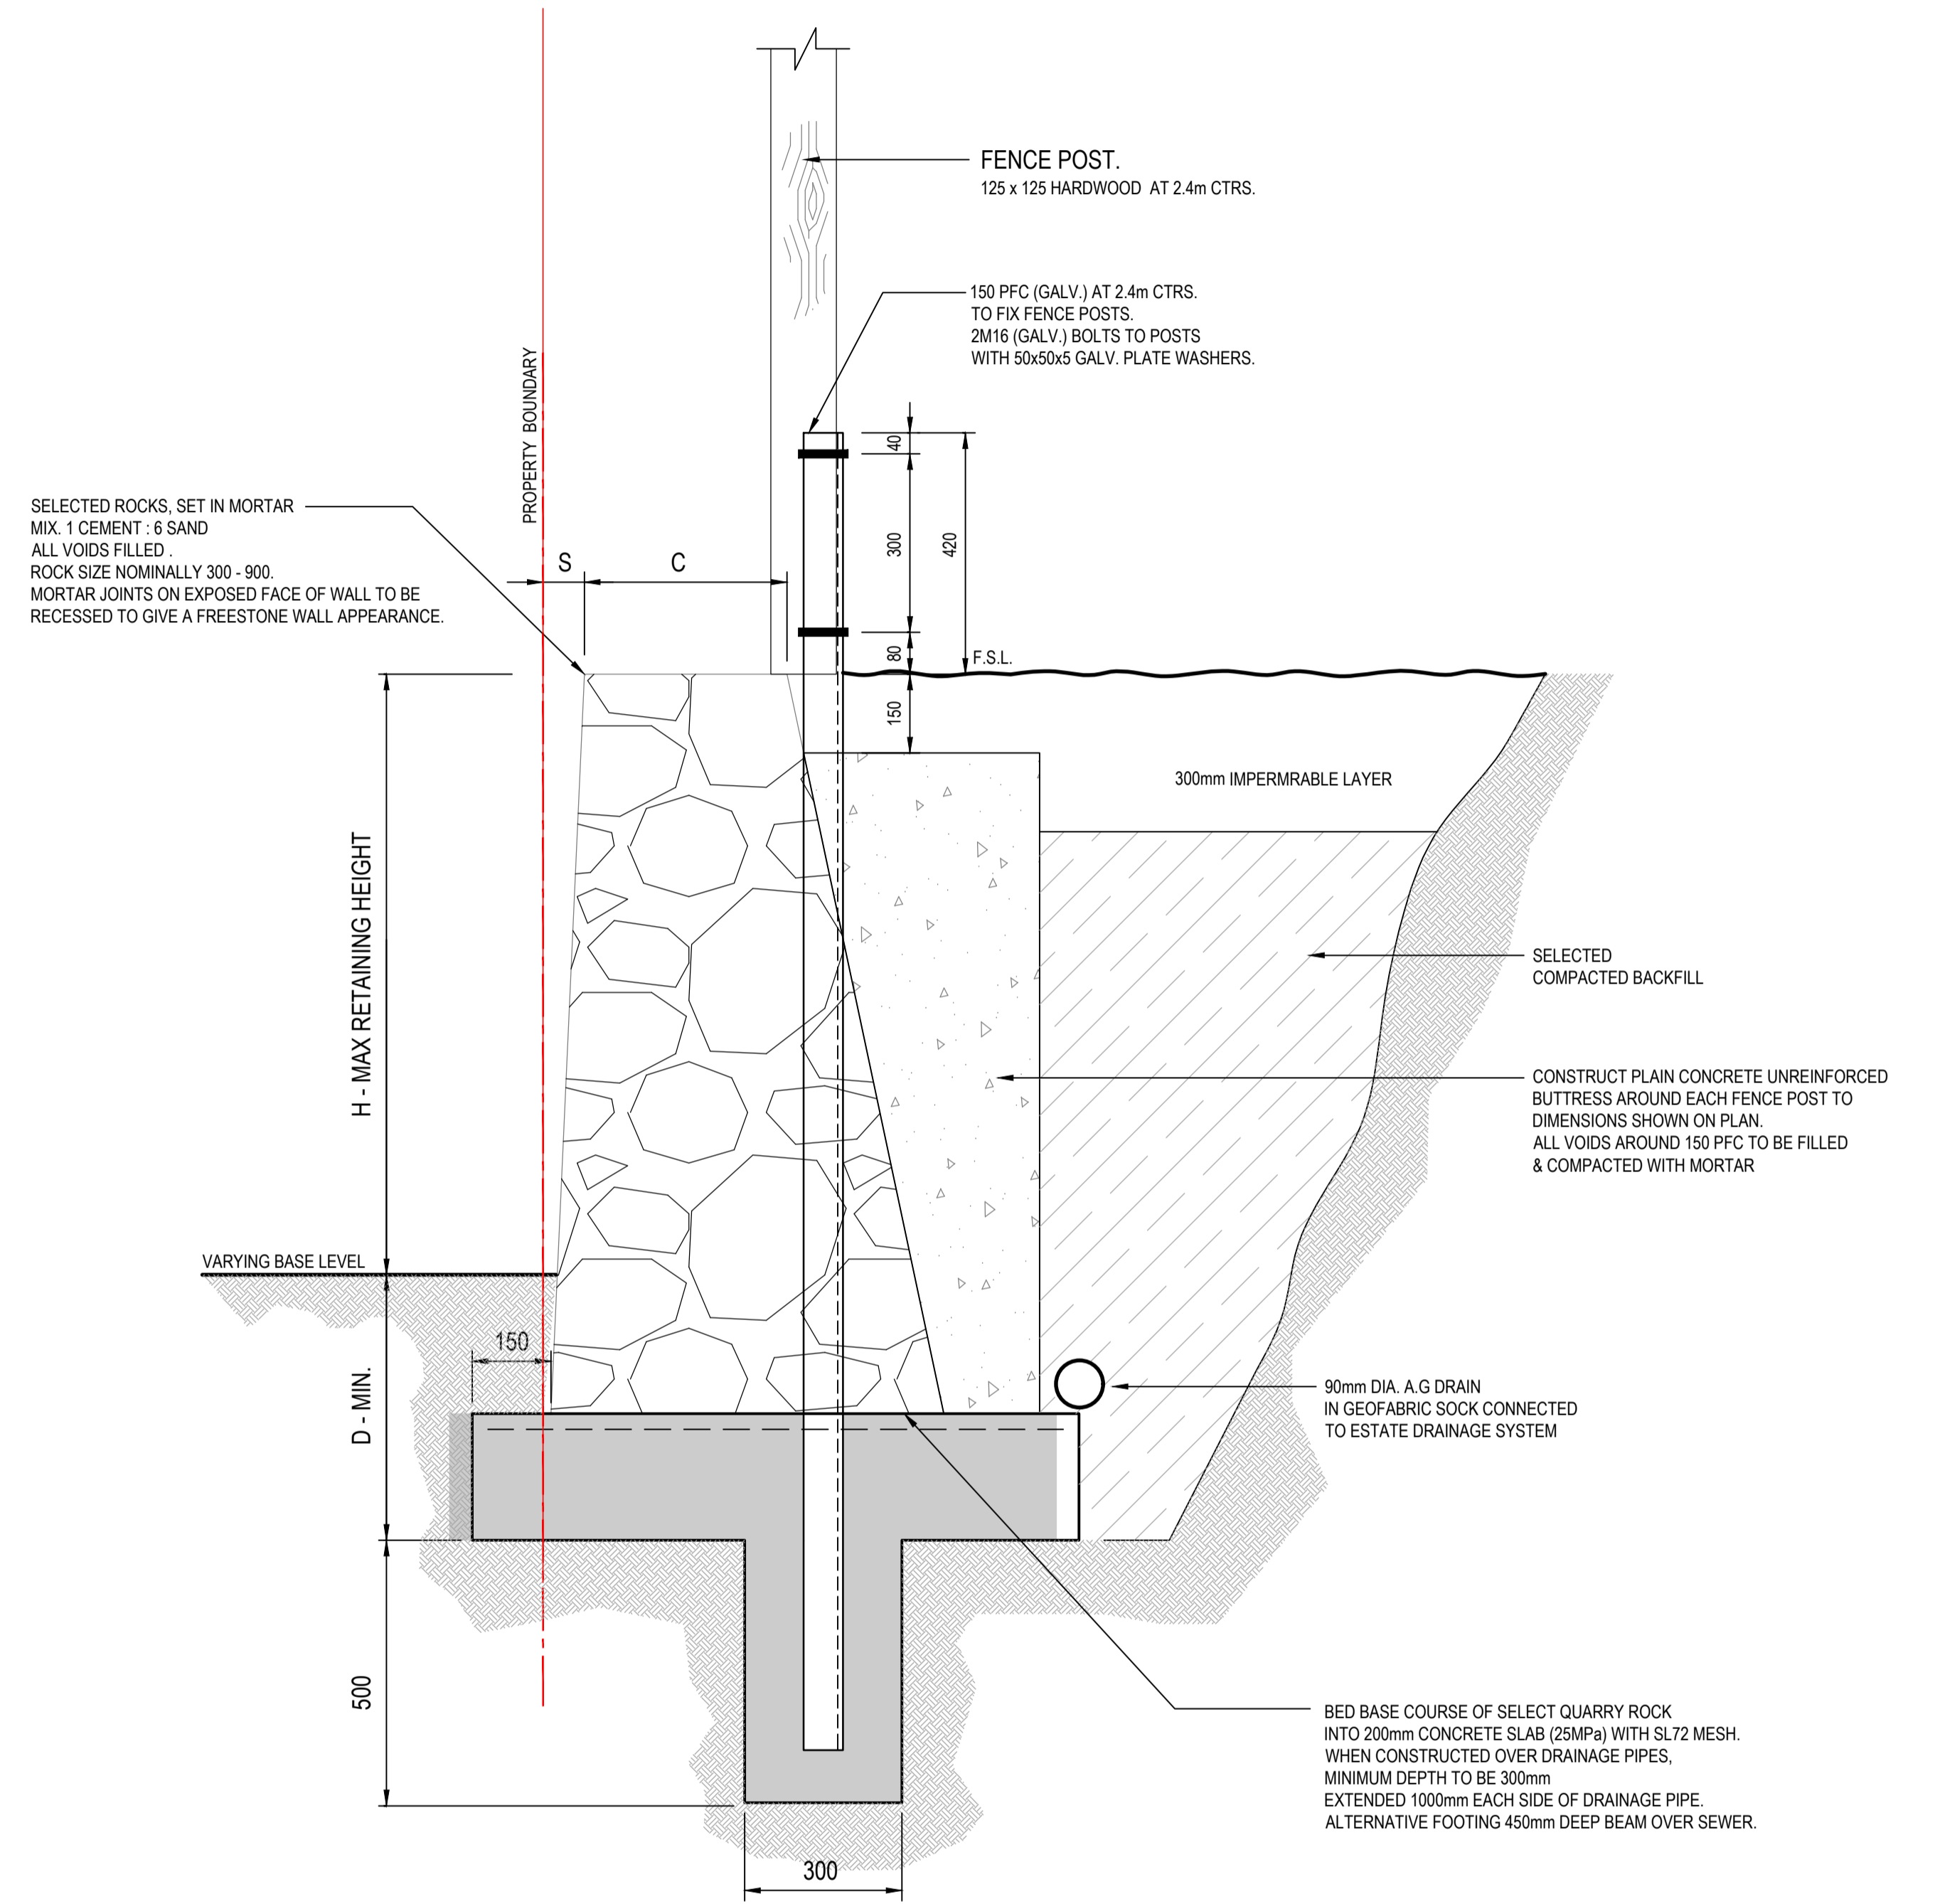 FENCE POST.
125 x 125 HARDWOOD AT 2.4m CTRS.
150 PFC (GALV.) AT 2.4m CTRS.
TO FIX FENCE POSTS.
2M16 (GALV.) BOLTS TO POSTS
WITH 50x50x5 GALV. PLATE WASHERS.
PROPERTY BOUNDARY
40
300
420
80
150
SELECTED ROCKS, SET IN MORTAR
MIX. 1 CEMENT : 6 SAND
ALL VOIDS FILLED .
ROCK SIZE NOMINALLY 300 - 900.
MORTAR JOINTS ON EXPOSED FACE OF WALL TO BE
RECESSED TO GIVE A FREESTONE WALL APPEARANCE.
S
C
F.S.L.
300mm IMPERMRABLE LAYER
H - MAX RETAINING HEIGHT
SELECTED
COMPACTED BACKFILL
CONSTRUCT PLAIN CONCRETE UNREINFORCED
BUTTRESS AROUND EACH FENCE POST TO
DIMENSIONS SHOWN ON PLAN.
ALL VOIDS AROUND 150 PFC TO BE FILLED
& COMPACTED WITH MORTAR
VARYING BASE LEVEL
150
D - MIN.
90mm DIA. A.G DRAIN
IN GEOFABRIC SOCK CONNECTED
TO ESTATE DRAINAGE SYSTEM
500
BED BASE COURSE OF SELECT QUARRY ROCK
INTO 200mm CONCRETE SLAB (25MPa) WITH SL72 MESH.
WHEN CONSTRUCTED OVER DRAINAGE PIPES,
MINIMUM DEPTH TO BE 300mm
EXTENDED 1000mm EACH SIDE OF DRAINAGE PIPE.
ALTERNATIVE FOOTING 450mm DEEP BEAM OVER SEWER.
300